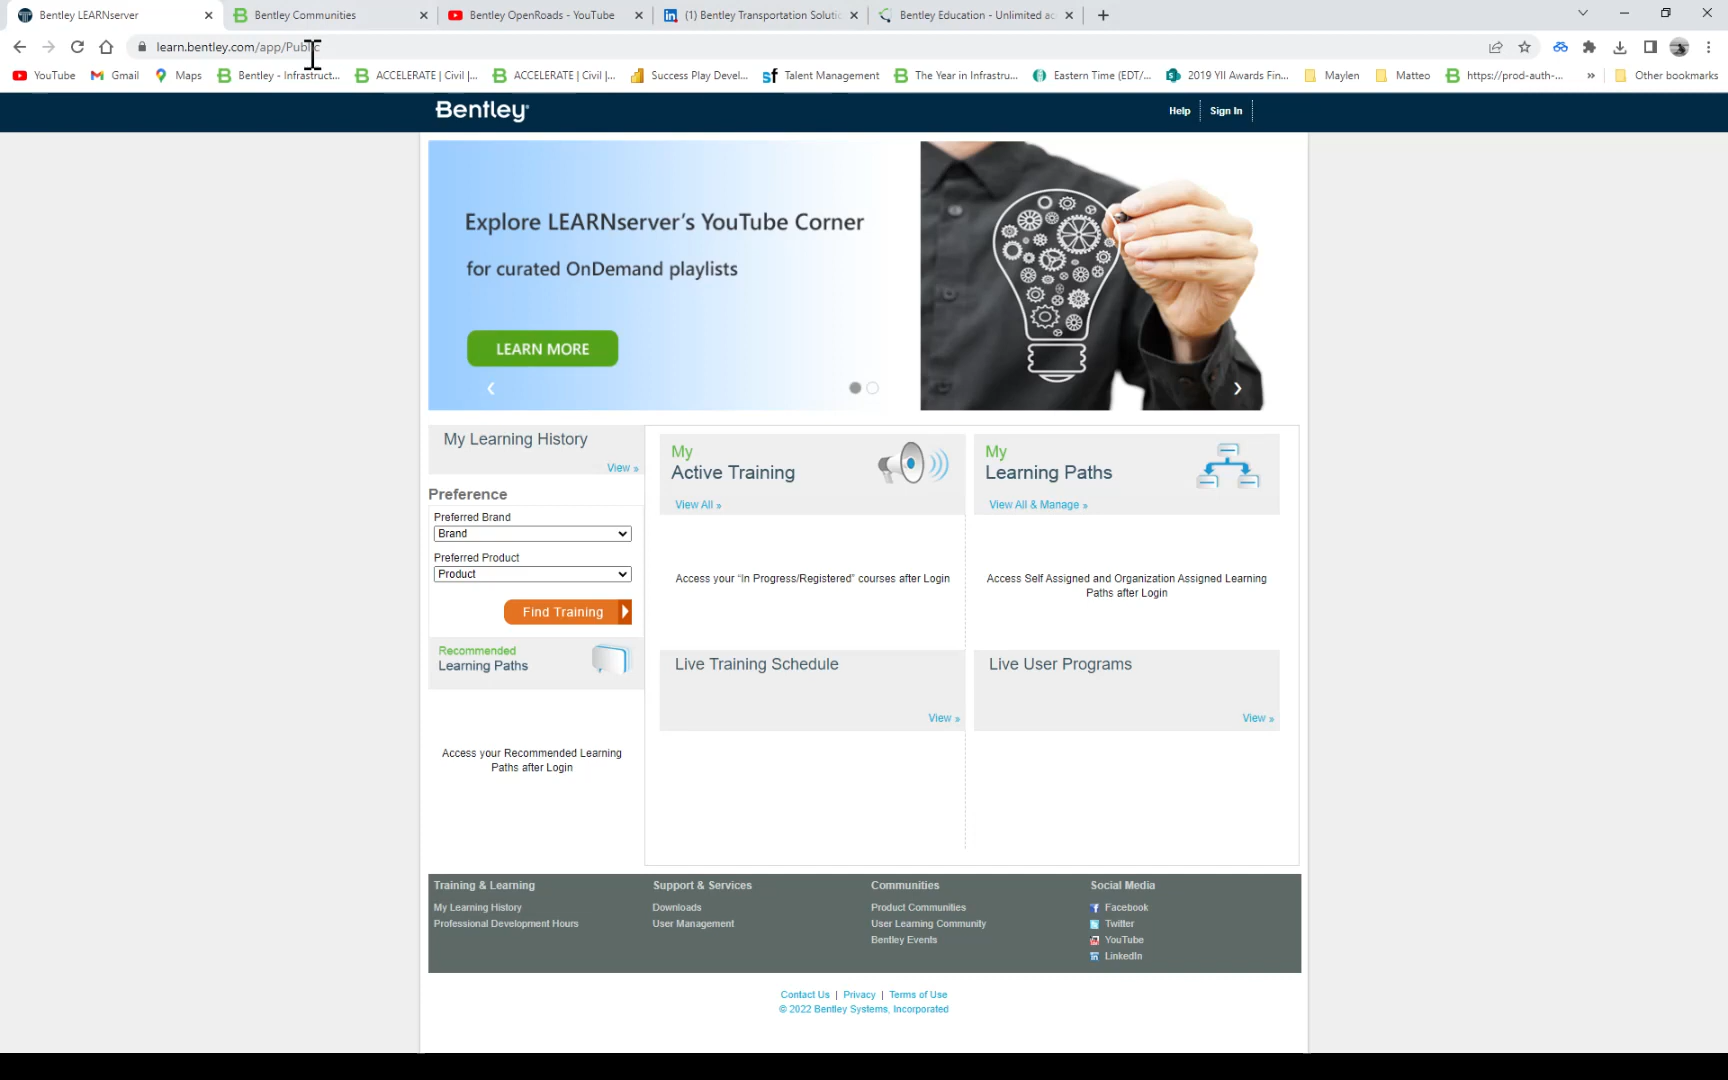 Bentley LEARNserver
Bentley Communities
Bentley OpenRoads - YouTube
(1) Bentley Transportation Solutio
Bentley Education - Unlimited ac
learn.bentley.com/app/Public
YouTube
Gmail
Maps
Bentley - Infrastruct...
ACCELERATE | Civil |...
ACCELERATE | Civil |...
Success Play Devel...
Talent Management
The Year in Infrastru...
Eastern Time (EDT/...
2019 YII Awards Fin...
Maylen
Matteo
https://prod-auth-...
Other bookmarks
Bentley
Help
Sign In
Explore LEARNserver's YouTube Corner
for curated OnDemand playlists
LEARN MORE
My Learning History
View »
Preference
Preferred Brand
Brand
Preferred Product
Product
Find Training
Recommended
Learning Paths
Access your Recommended Learning
Paths after Login
My
Active Training
View All »
Access your “In Progress/Registered” courses after Login
My
Learning Paths
View All & Manage »
Access Self Assigned and Organization Assigned Learning
Paths after Login
Live Training Schedule
View »
Live User Programs
View »
Training & Learning
My Learning History
Professional Development Hours
Support & Services
Downloads
User Management
Communities
Product Communities
User Learning Community
Bentley Events
Social Media
Facebook
Twitter
YouTube
LinkedIn
Contact Us | Privacy | Terms of Use
© 2022 Bentley Systems, Incorporated